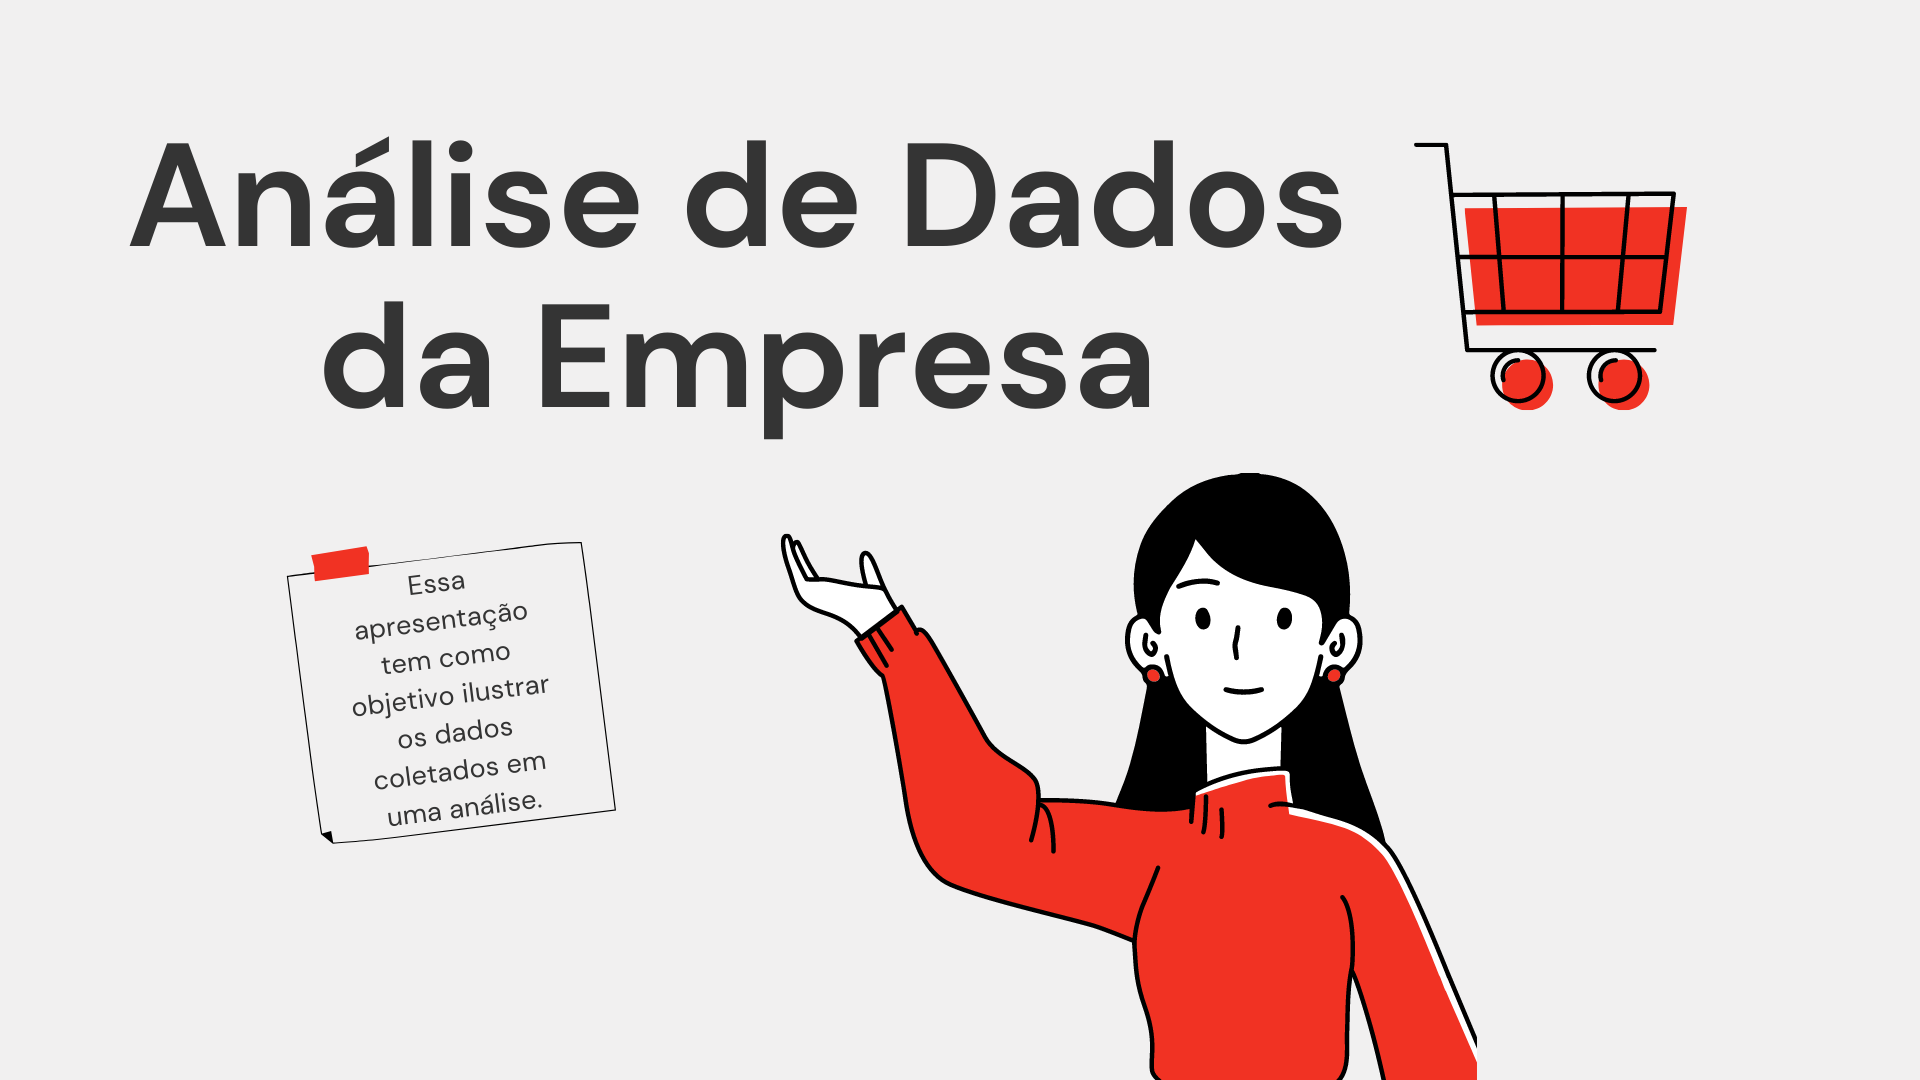 Análise de Dados
da Empresa
Essa
apresentação
tem como
objetivo ilustrar
os dados
coletados em
uma análise.